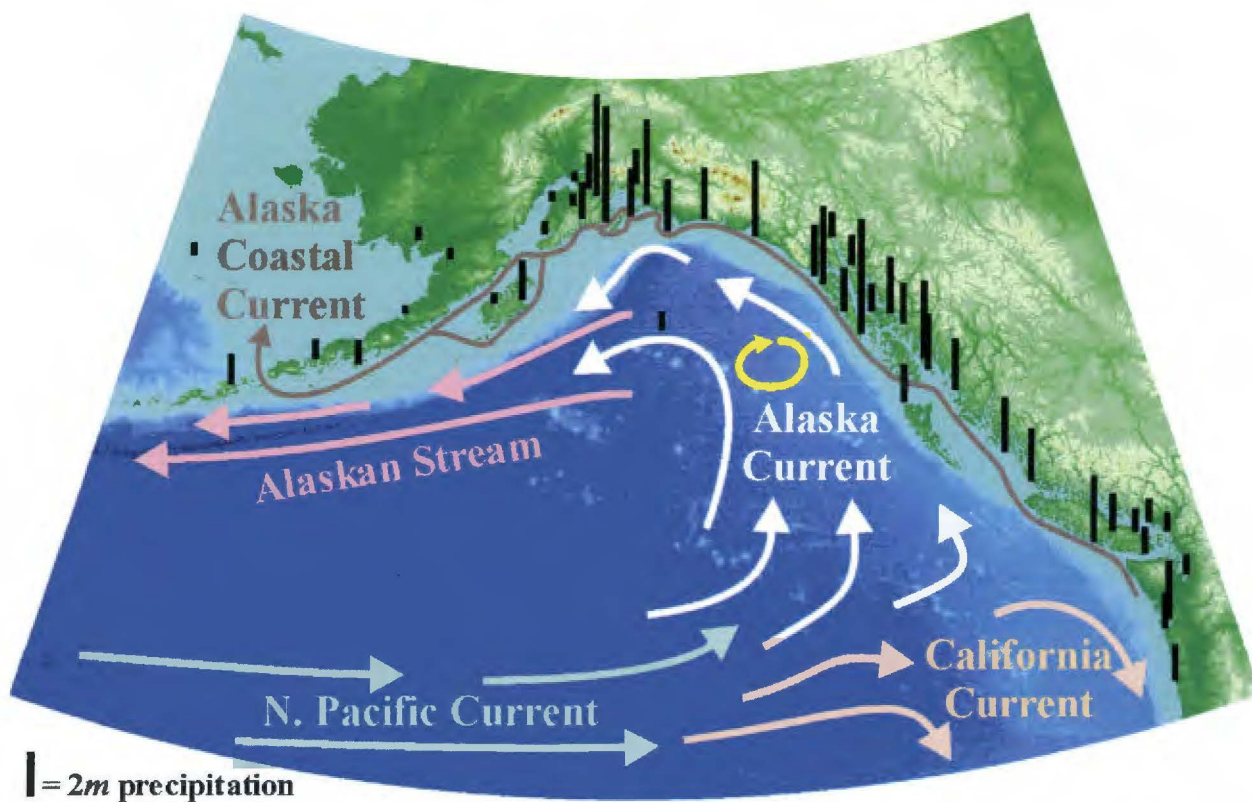 Alaska
Coastal
Current
Alaska
Current
Alaskan Stream
California
Current
N. Pacific Current
= 2m precipitation